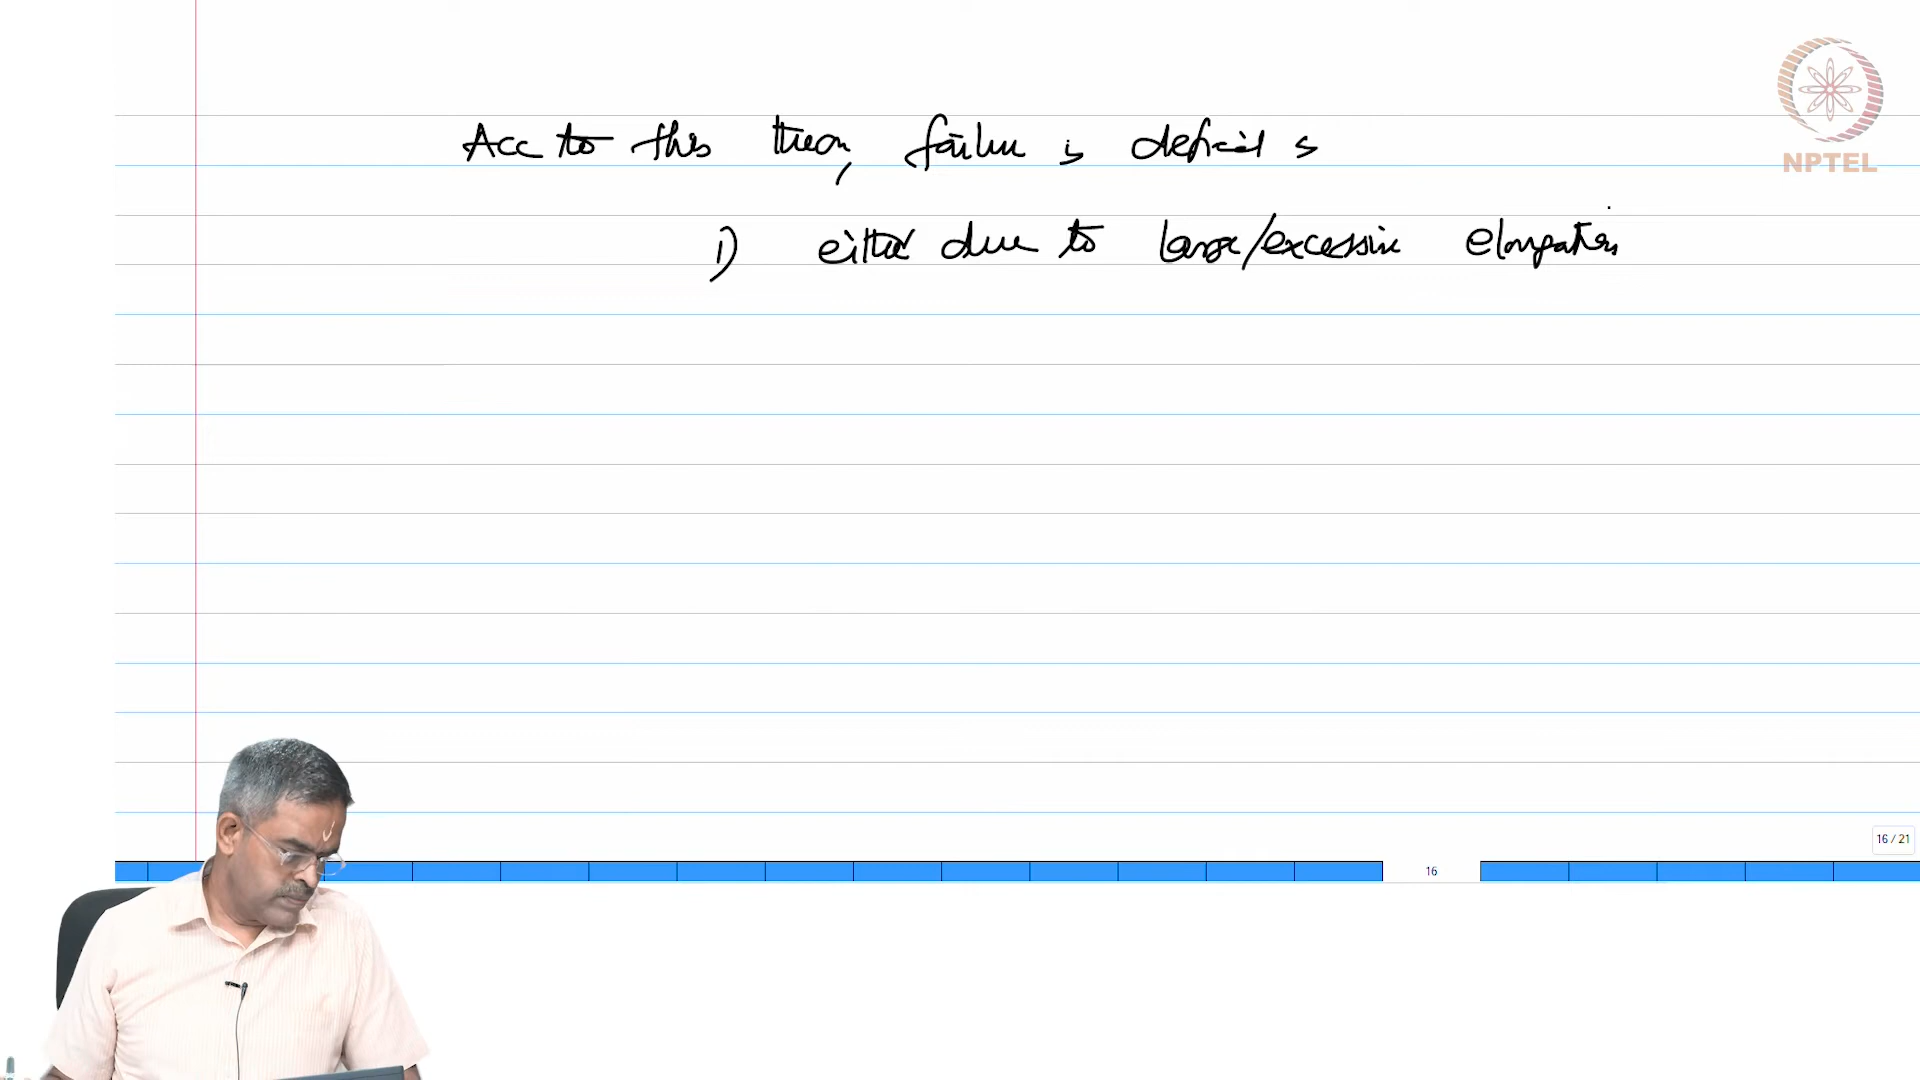 Acc to this theory, failure is defined as
NPTEL
1) either due to large/excessive elongation
16 / 21
16